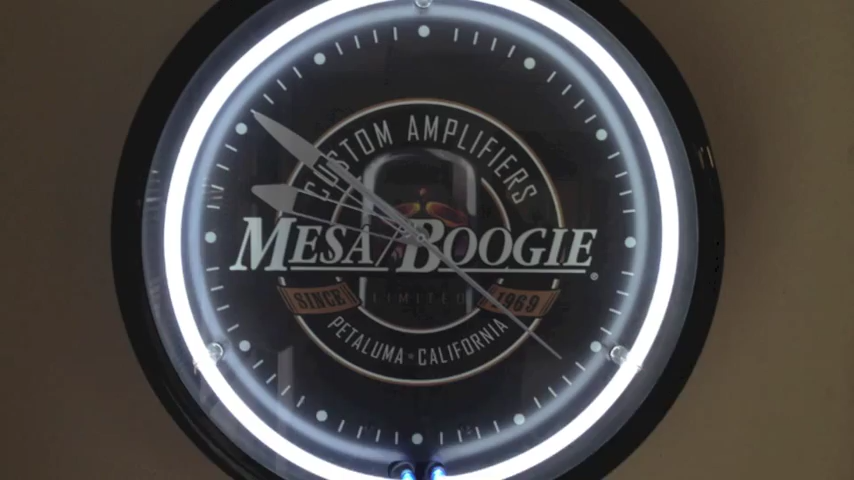 CUSTOM AMPLIFIERS
MESA/BOOGIE
SINCE LIMITED 1969
PETALUMA • CALIFORNIA